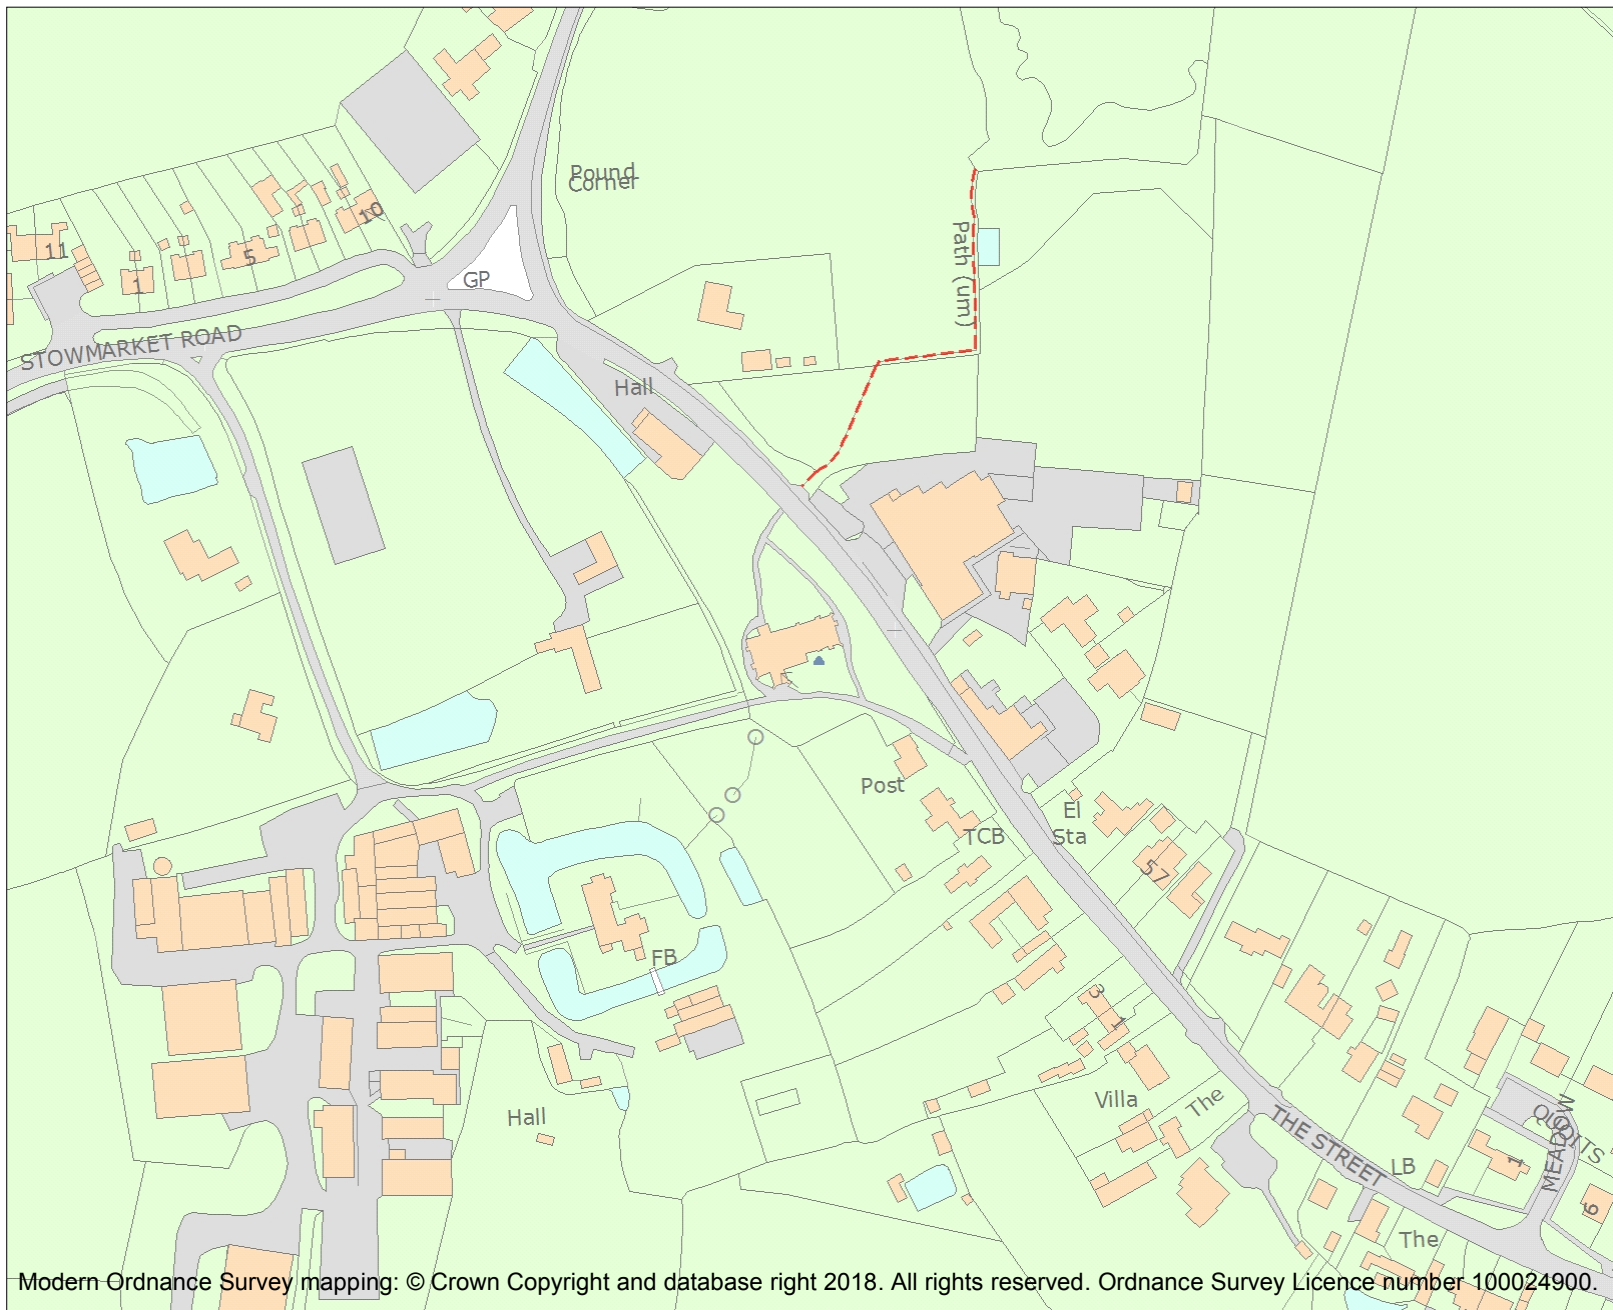 Pound
Corner
10
11
5
1
GP
Path (um)
STOWMARKET ROAD
Hall
Post
El
Sta
TCB
57
FB
3
1
Villa
The
Hall
THE STREET
QUOITS
MEADOW
LB
1
6
The
Modern Ordnance Survey mapping: © Crown Copyright and database right 2018. All rights reserved. Ordnance Survey Licence number 100024900.